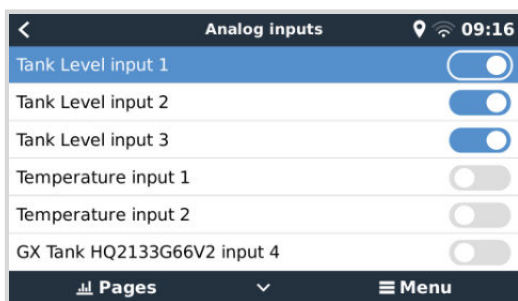 Analog inputs 09:16
Tank Level input 1
Tank Level input 2
Tank Level input 3
Temperature input 1
Temperature input 2
GX Tank HQ2133G66V2 input 4
Pages Menu